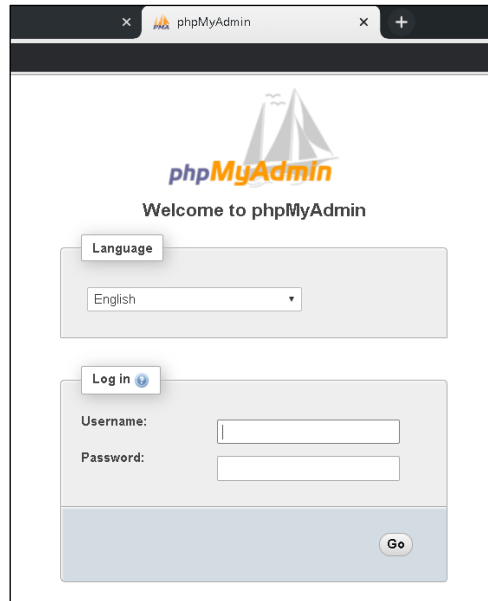 phpMyAdmin
phpMyAdmin
Welcome to phpMyAdmin
Language
English
Log in
Username:
Password:
Go